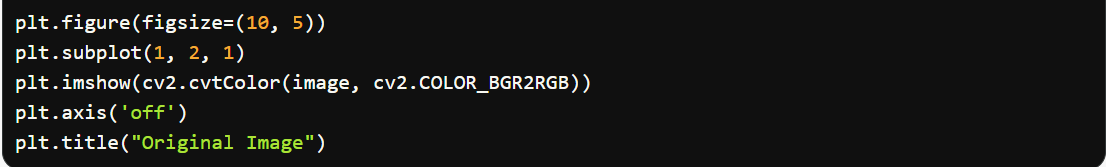 plt.figure(figsize=(10, 5))
plt.subplot(1, 2, 1)
plt.imshow(cv2.cvtColor(image, cv2.COLOR_BGR2RGB))
plt.axis('off')
plt.title("Original Image")